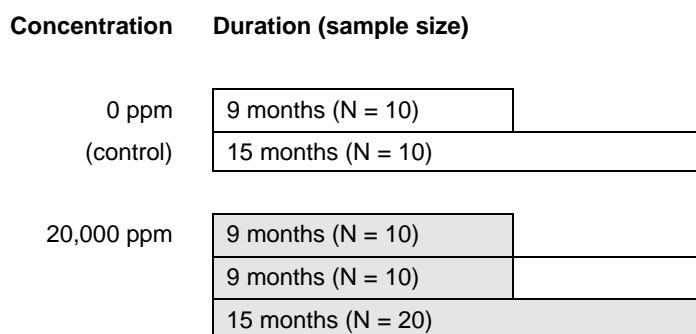 Concentration Duration (sample size)
0 ppm 9 months (N = 10)
(control) 15 months (N = 10)
20,000 ppm 9 months (N = 10)
9 months (N = 10)
15 months (N = 20)